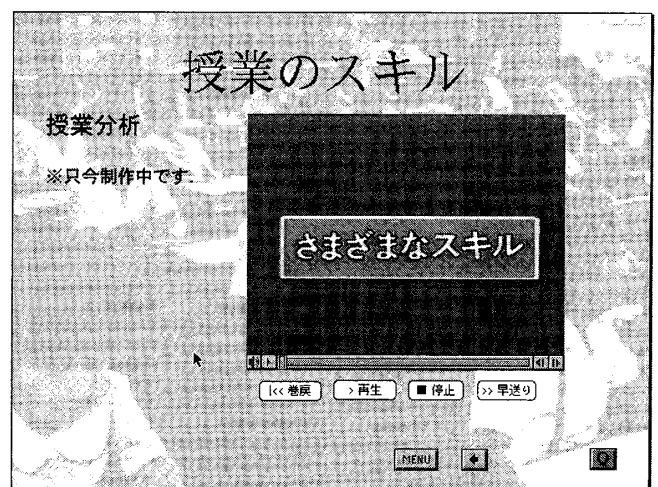 授業のスキル
授業分析
※只今制作中です.
さまざまなスキル
|<< 巻戻 > 再生 ■ 停止 >> 早送り
MENU